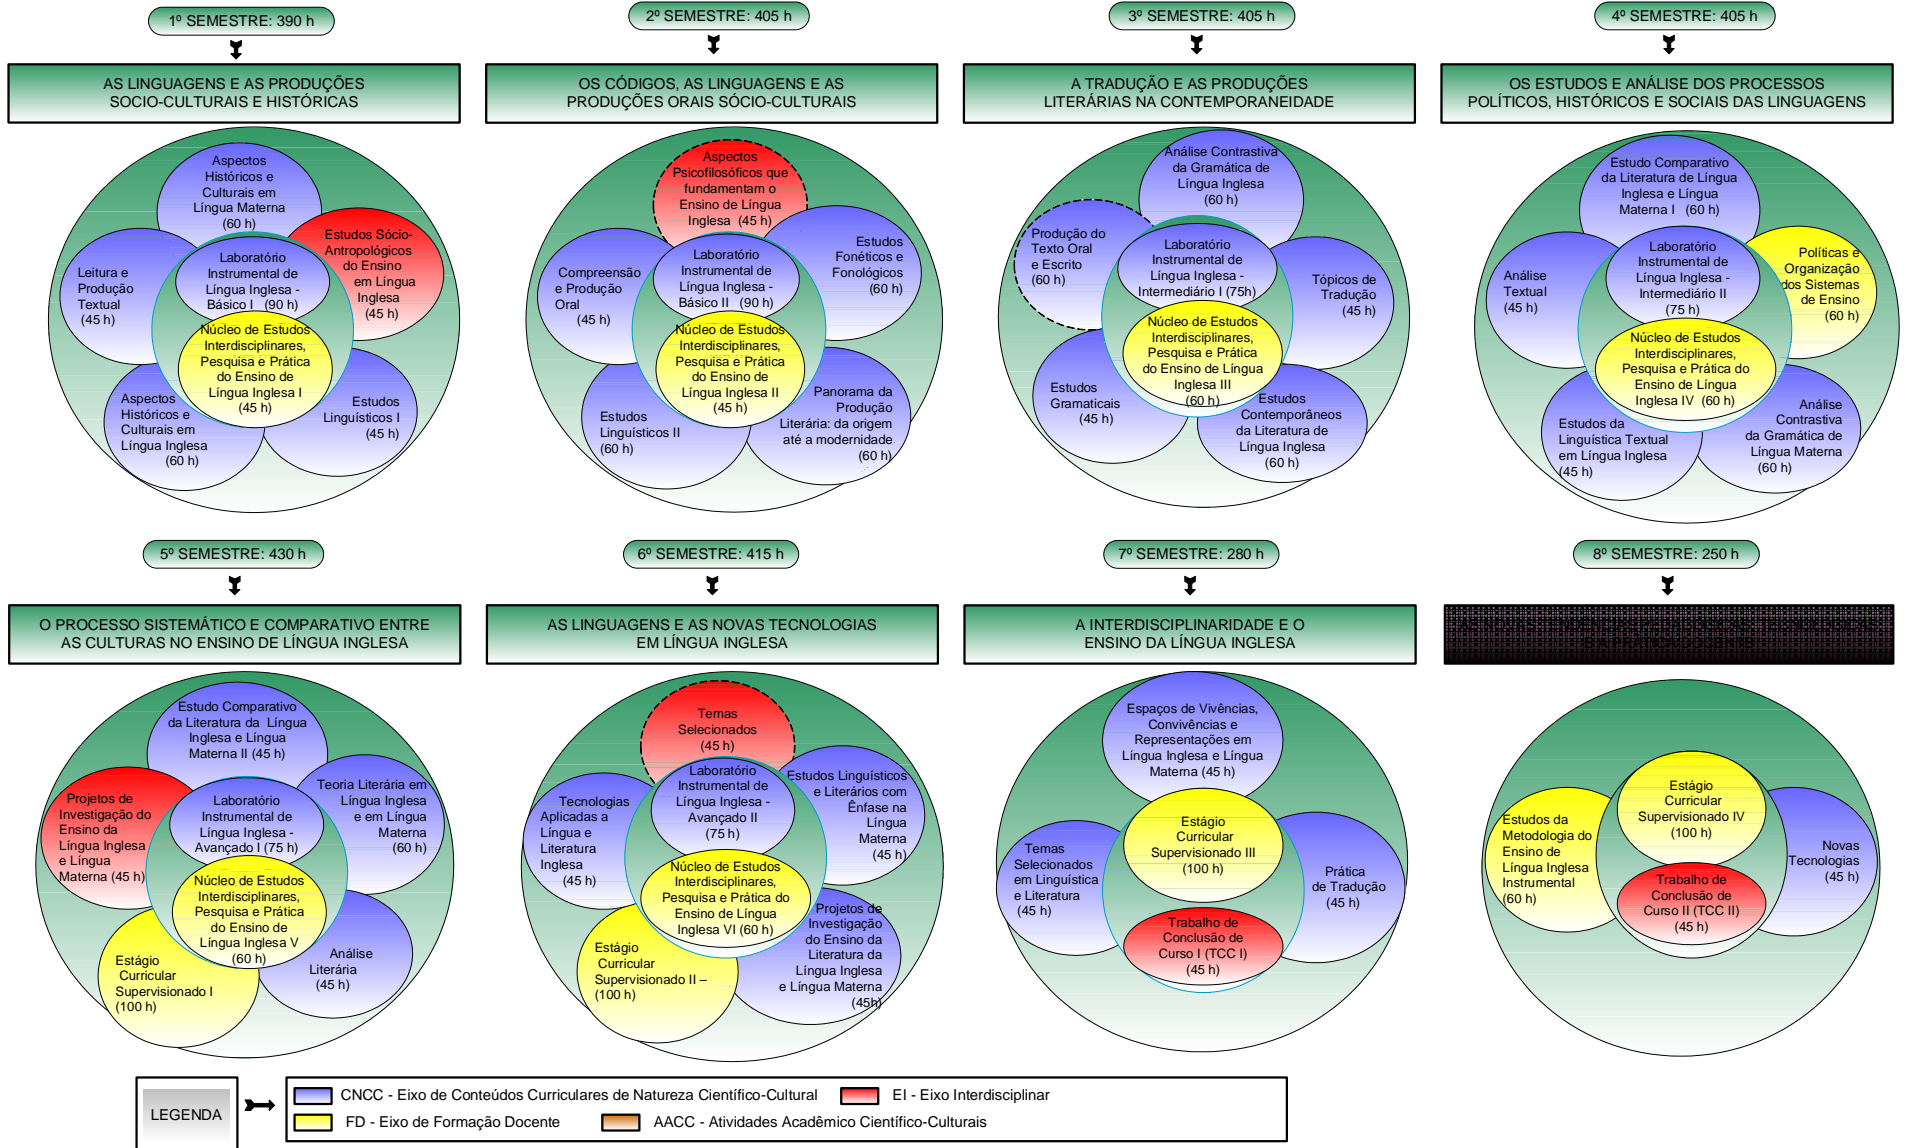 1º SEMESTRE: 390 h
AS LINGUAGENS E AS PRODUÇÕES
SOCIO-CULTURAIS E HISTÓRICAS
Aspectos
Históricos e
Culturais em
Língua Materna
(60 h)
Estudos Sócio-
Antropológicos
do Ensino
em Língua
Inglesa
(45 h)
Leitura e
Produção
Textual
(45 h)
Laboratório
Instrumental de
Língua Inglesa -
Básico I (90 h)
Núcleo de Estudos
Interdisciplinares,
Pesquisa e Prática
do Ensino de
Língua Inglesa I
(45 h)
Aspectos
Históricos e
Culturais em
Língua Inglesa
(60 h)
Estudos
Linguísticos I
(45 h)
2º SEMESTRE: 405 h
OS CÓDIGOS, AS LINGUAGENS E AS
PRODUÇÕES ORAIS SÓCIO-CULTURAIS
Aspectos
Psicofilosóficos que
fundamentam o
Ensino de Língua
Inglesa (45 h)
Estudos
Fonéticos e
Fonológicos
(60 h)
Compreensão
e Produção
Oral
(45 h)
Laboratório
Instrumental de
Língua Inglesa -
Básico II (90 h)
Núcleo de Estudos
Interdisciplinares,
Pesquisa e Prática
do Ensino de
Língua Inglesa II
(45 h)
Estudos
Linguísticos II
(60 h)
Panorama da
Produção
Literária: da origem
até a modernidade
(60 h)
3º SEMESTRE: 405 h
A TRADUÇÃO E AS PRODUÇÕES
LITERÁRIAS NA CONTEMPORANEIDADE
Análise Contrastiva
da Gramática de
Língua Inglesa
(60 h)
Produção do
Texto Oral
e Escrito
(60 h)
Laboratório
Instrumental de
Língua Inglesa -
Intermediário I (75h)
Tópicos de
Tradução
(45 h)
Núcleo de Estudos
Interdisciplinares,
Pesquisa e Prática
do Ensino de Língua
Inglesa III
(60 h)
Estudos
Gramaticais
(45 h)
Estudos
Contemporâneos
da Literatura de
Língua Inglesa
(60 h)
4º SEMESTRE: 405 h
OS ESTUDOS E ANÁLISE DOS PROCESSOS
POLÍTICOS, HISTÓRICOS E SOCIAIS DAS LINGUAGENS
Estudo Comparativo
da Literatura de Língua
Inglesa e Língua
Materna I (60 h)
Análise
Textual
(45 h)
Laboratório
Instrumental de
Língua Inglesa -
Intermediário II
(75 h)
Políticas e
Organização
dos Sistemas
de Ensino
(60 h)
Núcleo de Estudos
Interdisciplinares,
Pesquisa e Prática do
Ensino de Língua
Inglesa IV (60 h)
Estudos da
Linguística Textual
em Língua Inglesa
(45 h)
Análise
Contrastiva
da Gramática de
Língua Materna
(60 h)
5º SEMESTRE: 430 h
O PROCESSO SISTEMÁTICO E COMPARATIVO ENTRE
AS CULTURAS NO ENSINO DE LÍNGUA INGLESA
Estudo Comparativo
da Literatura da Língua
Inglesa e Língua
Materna II (45 h)
Projetos de
Investigação do
Ensino da
Língua Inglesa
e Língua
Materna (45 h)
Laboratório
Instrumental de
Língua Inglesa -
Avançado I (75 h)
Teoria Literária em
Língua Inglesa
e em Língua
Materna
(60 h)
Núcleo de Estudos
Interdisciplinares,
Pesquisa e Prática
do Ensino de
Língua Inglesa V
(60 h)
Estágio
Curricular
Supervisionado I
(100 h)
Análise
Literária
(45 h)
6º SEMESTRE: 415 h
AS LINGUAGENS E AS NOVAS TECNOLOGIAS
EM LÍNGUA INGLESA
Temas
Selecionados
(45 h)
Tecnologias
Aplicadas a
Língua e
Literatura
Inglesa
(45 h)
Laboratório
Instrumental de
Língua Inglesa -
Avançado II
(75 h)
Estudos Linguísticos
e Literários com
Ênfase na
Língua
Materna
(45 h)
Núcleo de Estudos
Interdisciplinares,
Pesquisa e Prática do
Ensino de Língua
Inglesa VI (60 h)
Estágio
Curricular
Supervisionado II –
(100 h)
Projetos de
Investigação
do Ensino da
Literatura da
Língua Inglesa
e Língua Materna
(45h)
7º SEMESTRE: 280 h
A INTERDISCIPLINARIDADE E O
ENSINO DA LÍNGUA INGLESA
Espaços de Vivências,
Convivências e
Representações em
Língua Inglesa e Língua
Materna (45 h)
Temas
Selecionados
em Linguística
e Literatura
(45 h)
Estágio
Curricular
Supervisionado III
(100 h)
Prática
de Tradução
(45 h)
Trabalho de
Conclusão de
Curso I (TCC I)
(45 h)
8º SEMESTRE: 250 h
Estudos da
Metodologia do
Ensino de
Língua Inglesa
Instrumental
(60 h)
Estágio
Curricular
Supervisionado IV
(100 h)
Novas
Tecnologias
(45 h)
Trabalho de
Conclusão de
Curso II (TCC II)
(45 h)
LEGENDA
CNCC - Eixo de Conteúdos Curriculares de Natureza Científico-Cultural
EI - Eixo Interdisciplinar
FD - Eixo de Formação Docente
AACC - Atividades Acadêmico Científico-Culturais